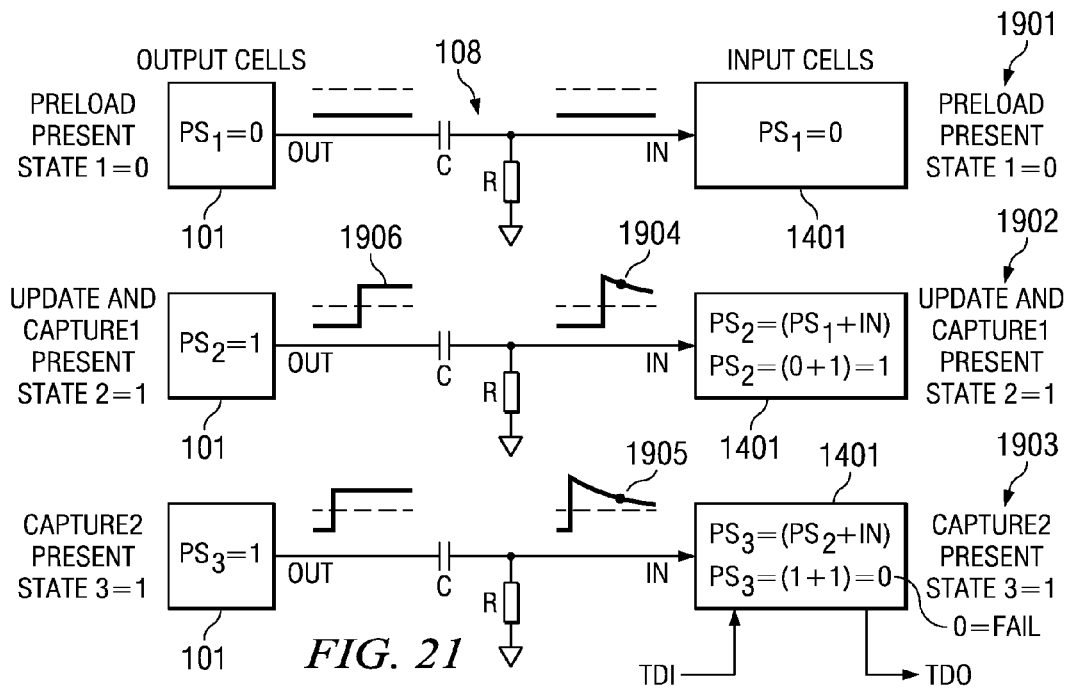 1901
OUTPUT CELLS
108
INPUT CELLS
PRELOAD
PRESENT
STATE 1=0
PS1=0
OUT
C
R
IN
PS1=0
PRELOAD
PRESENT
STATE 1=0
101
1401
1906
1904
1902
UPDATE AND
CAPTURE1
PRESENT
STATE 2=1
PS2=1
OUT
C
R
IN
PS2=(PS1+IN)
PS2=(0+1)=1
UPDATE AND
CAPTURE1
PRESENT
STATE 2=1
101
1401
1905
1401
1903
CAPTURE2
PRESENT
STATE 3=1
PS3=1
OUT
C
R
IN
PS3=(PS2+IN)
PS3=(1+1)=0
CAPTURE2
PRESENT
STATE 3=1
0=FAIL
101
FIG. 21
TDI
TDO